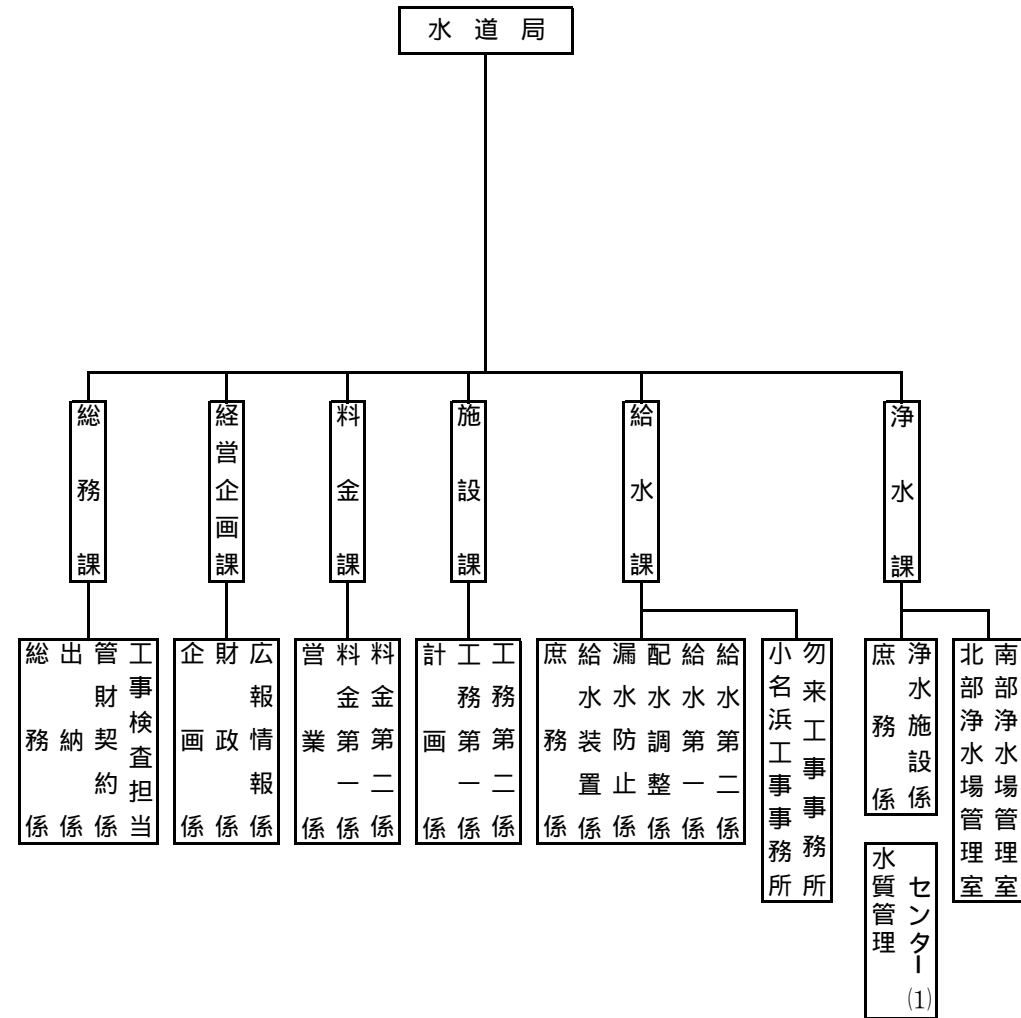 水道局
総務課
経営企画課
料金課
施設課
給水課
浄水課
総務係
出納係
管財契約係
工事検査担当
企画係
財政係
広報情報係
営業係
料金第一係
料金第二係
計画係
工務第一係
工務第二係
庶務係
給水装置係
漏水防止係
配水調整係
給水第一係
給水第二係
小名浜工事事務所
勿来工事事務所
庶務係
浄水施設係
水質管理
センター⑴
北部浄水場管理室
南部浄水場管理室